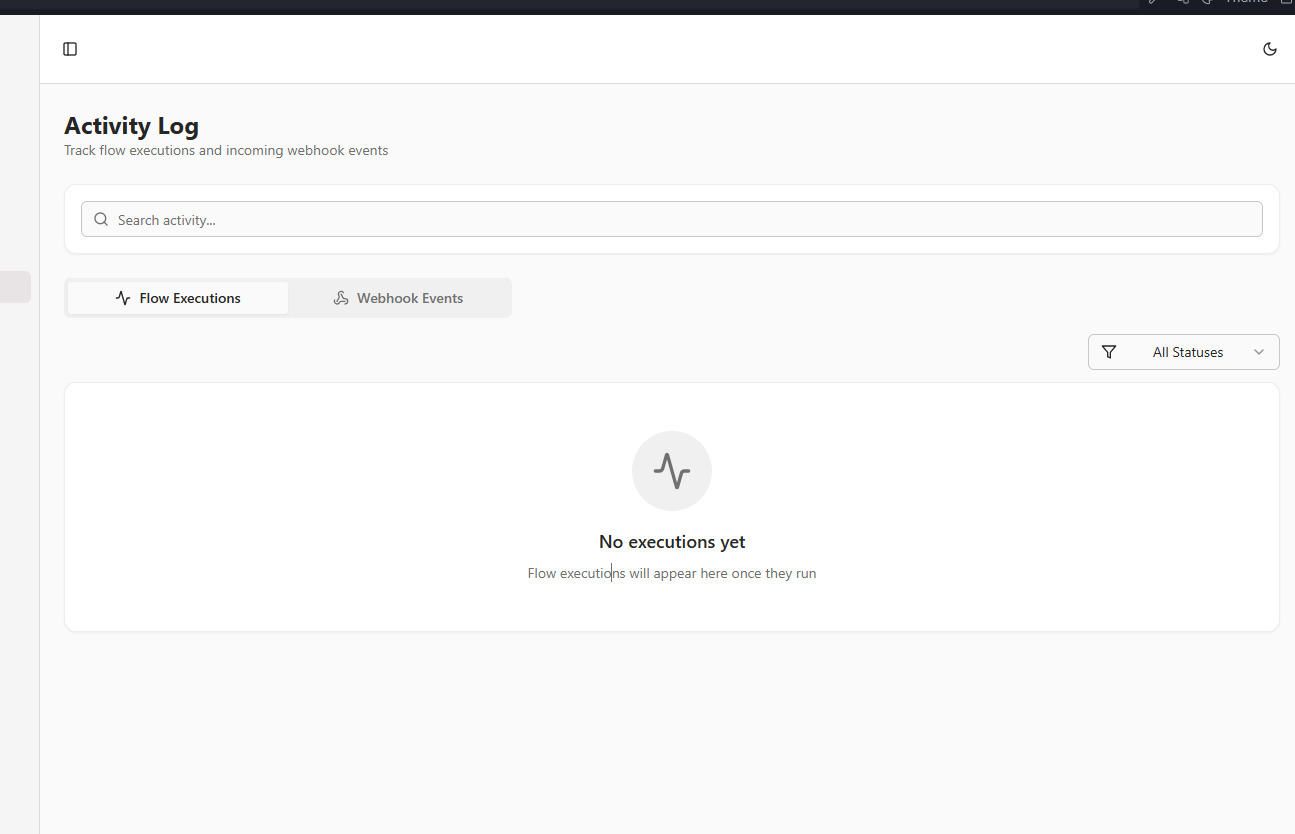 Activity Log
Track flow executions and incoming webhook events
Search activity...
Flow Executions
Webhook Events
All Statuses
No executions yet
Flow executions will appear here once they run